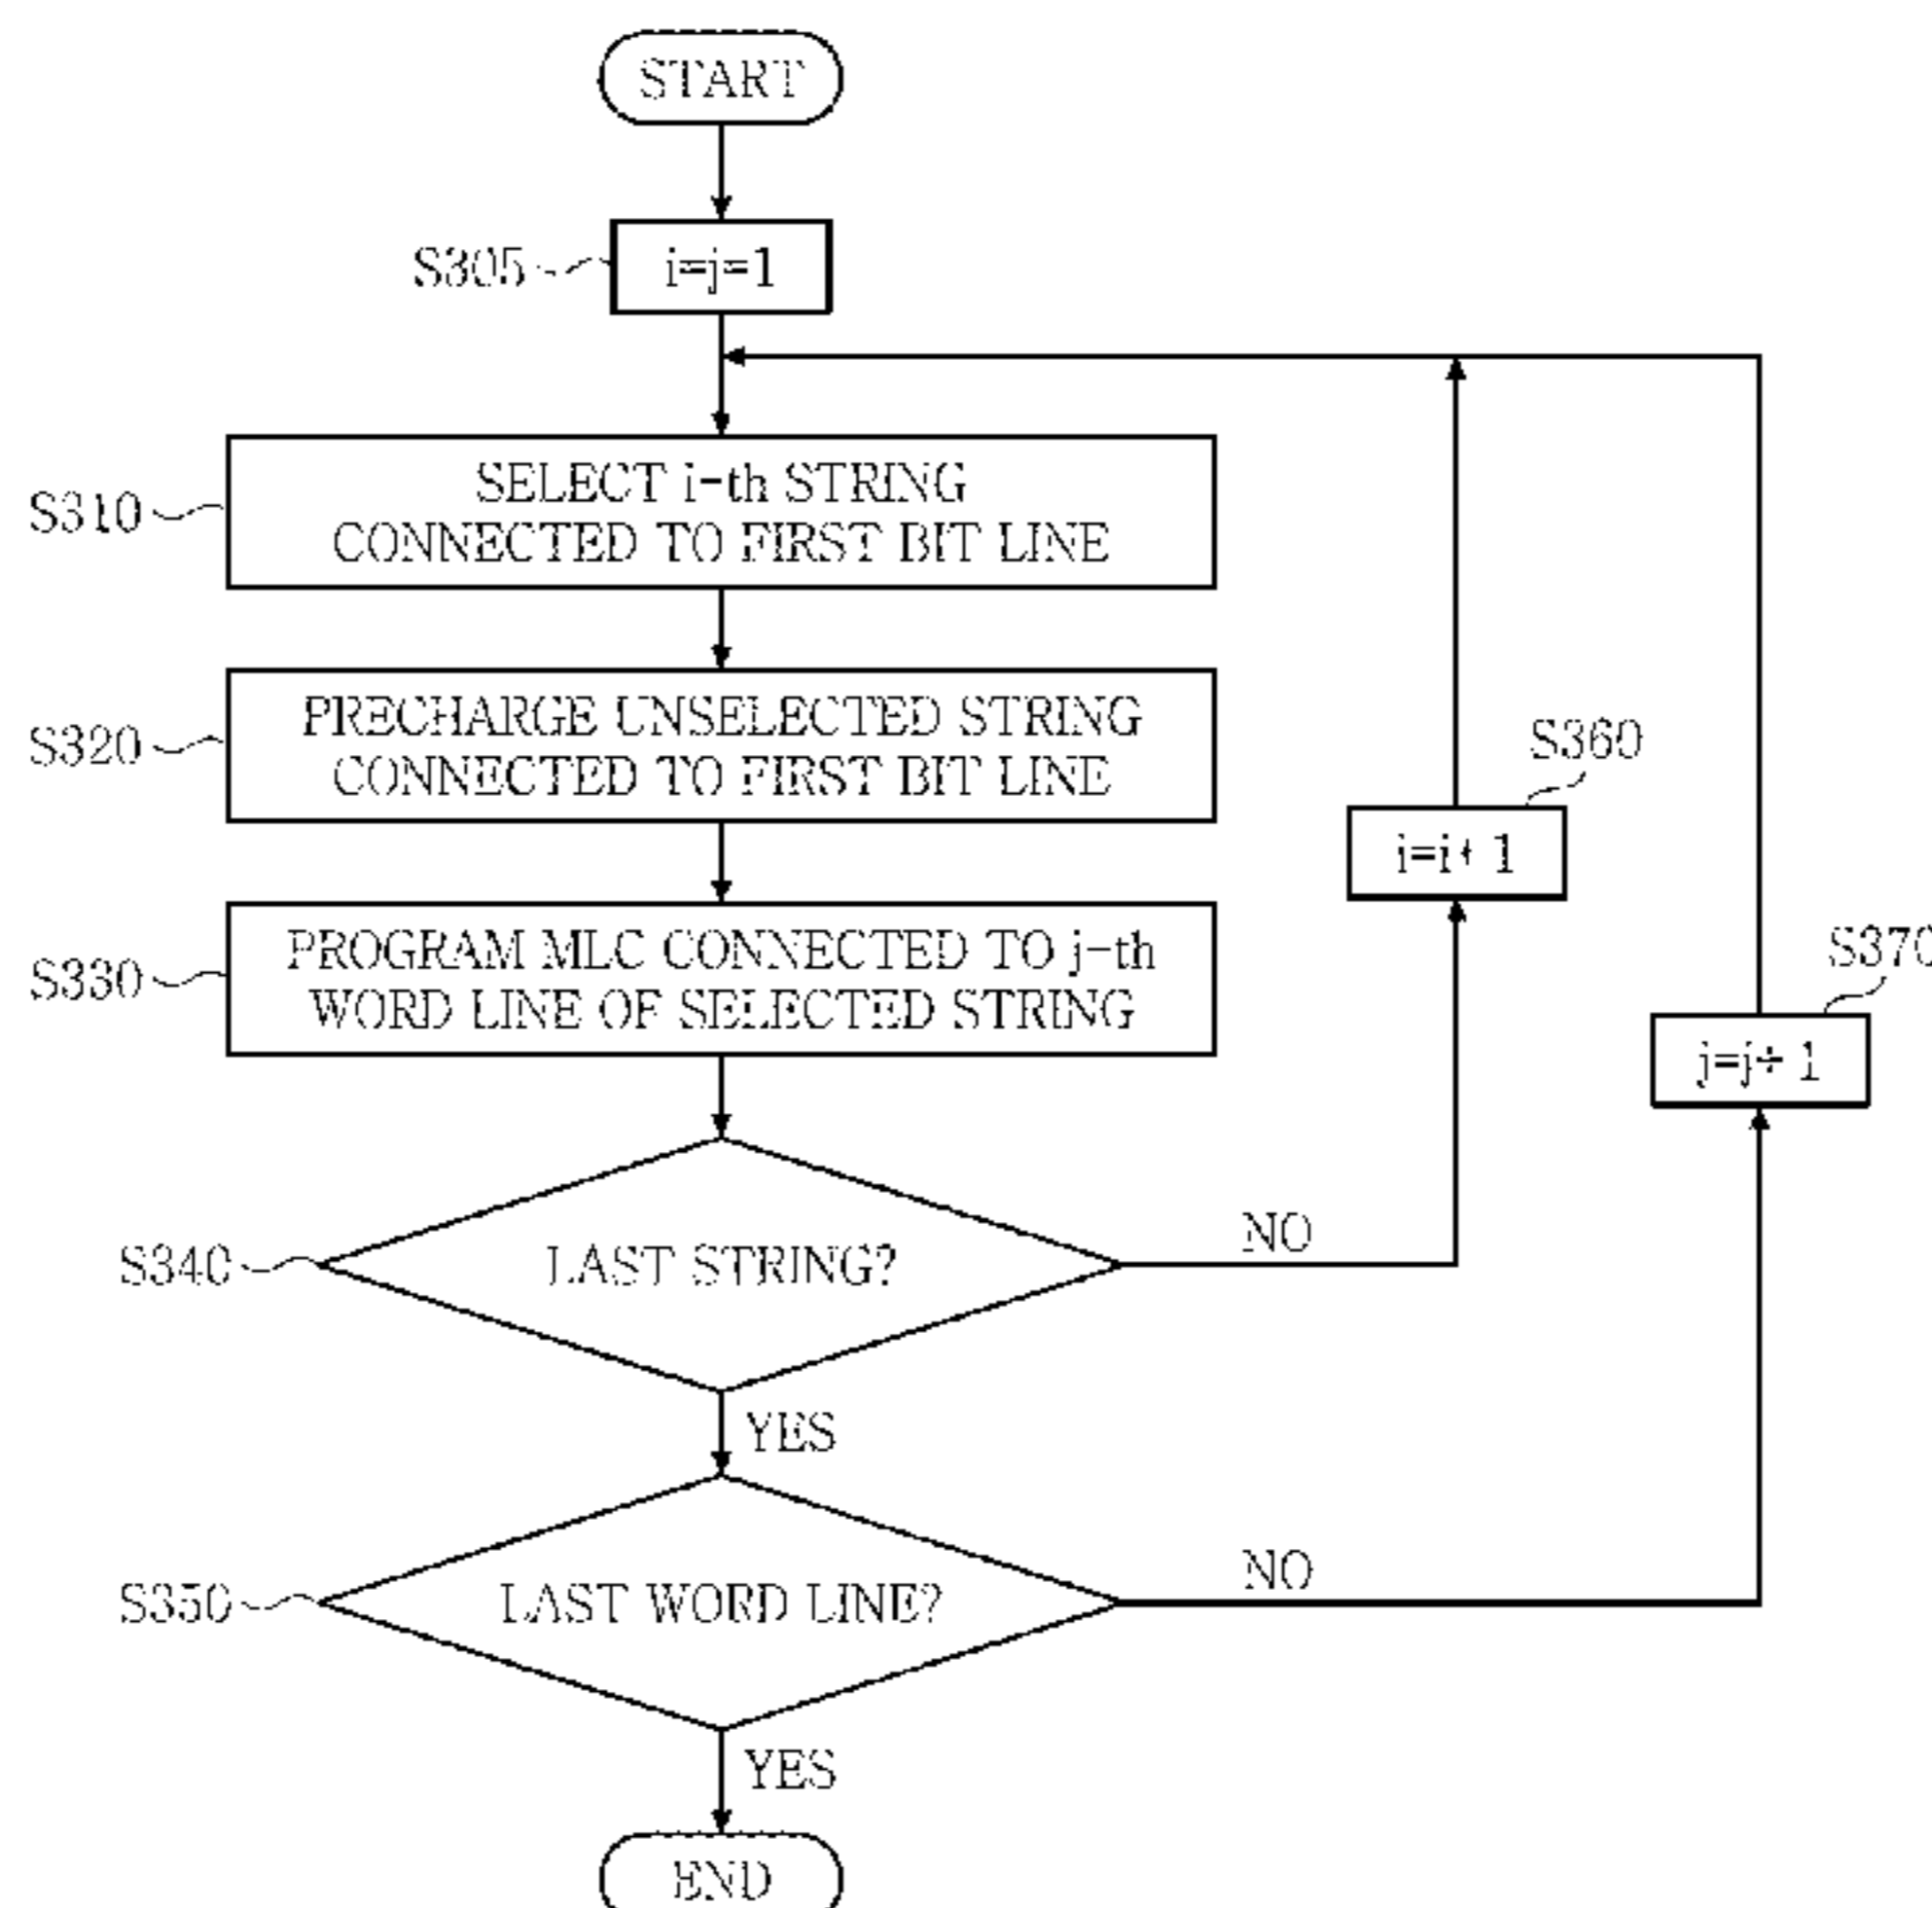 START
S305
i=j=1
S310
SELECT i-th STRING
CONNECTED TO FIRST BIT LINE
S320
PRECHARGE UNSELECTED STRING
CONNECTED TO FIRST BIT LINE
S360
i=i+1
S330
PROGRAM MLC CONNECTED TO j-th
WORD LINE OF SELECTED STRING
S370
j=j+1
S340
LAST STRING?
NO
YES
S350
LAST WORD LINE?
NO
YES
END